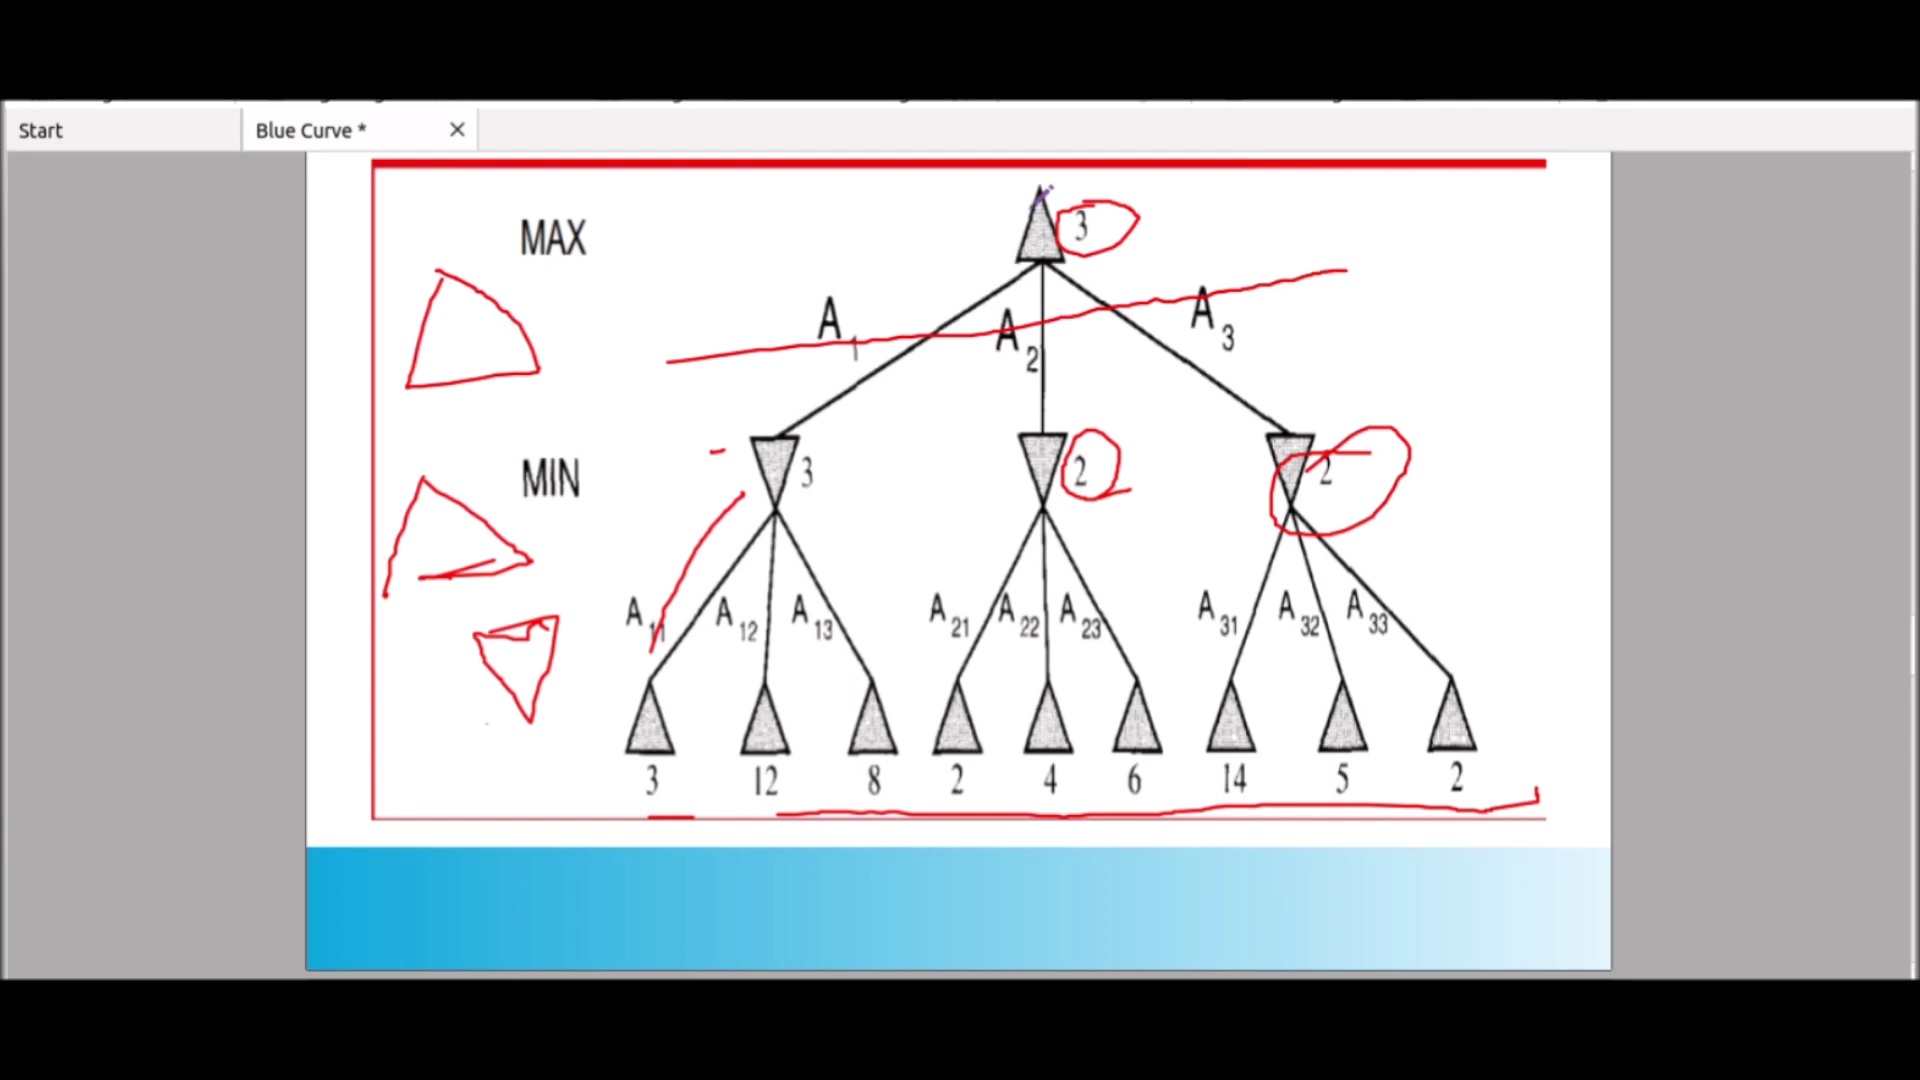 Start
Blue Curve *
MAX
3
A1 A2 A3
MIN
3 2 2
A11 A12 A13 A21 A22 A23 A31 A32 A33
3 12 8 2 4 6 14 5 2